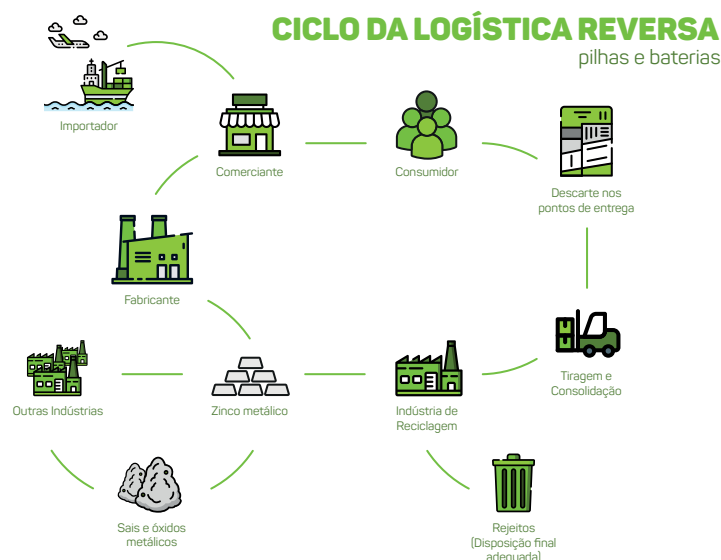 CICLO DA LOGÍSTICA REVERSA
pilhas e baterias
Importador
Comerciante
Consumidor
Descarte nos
pontos de entrega
Fabricante
Tiragem e
Consolidação
Outras Indústrias
Zinco metálico
Indústria de
Reciclagem
Sais e óxidos
metálicos
Rejeitos
(Disposição final
adequada)